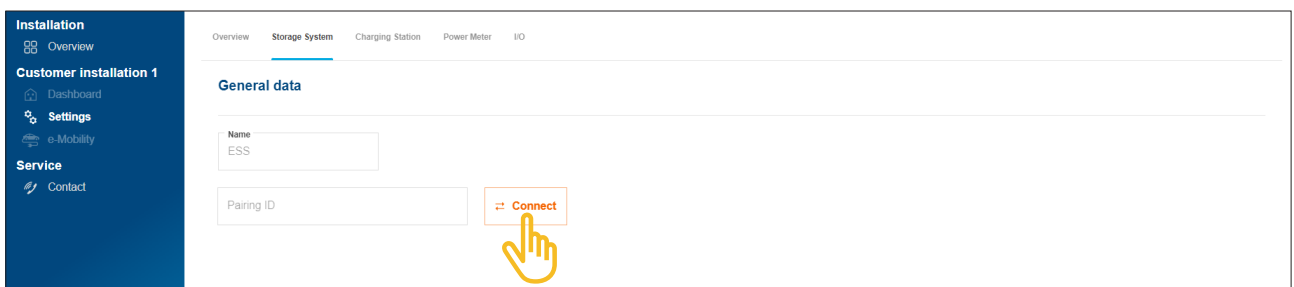 Installation
Overview
Customer installation 1
Dashboard
Settings
e-Mobility
Service
Contact
Overview Storage System Charging Station Power Meter I/O
General data
Name
ESS
Pairing ID
Connect